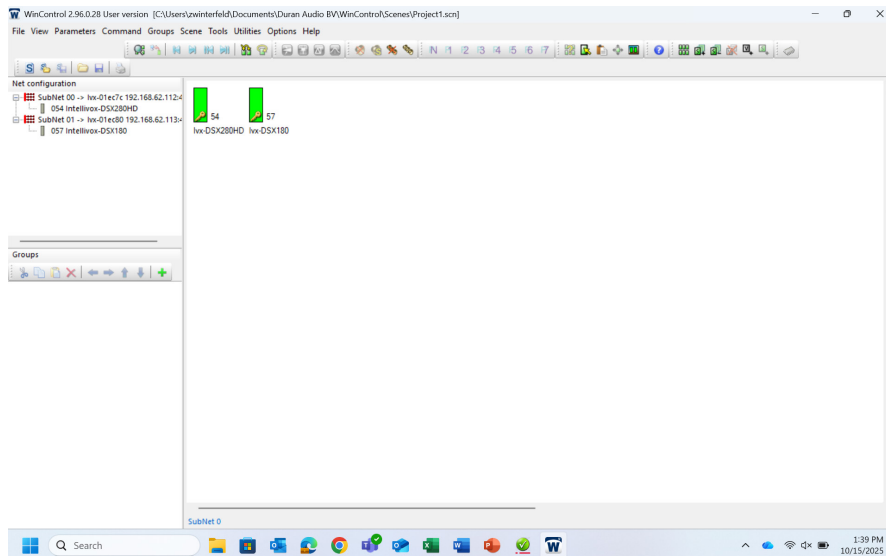 WinControl 2.96.0.28 User version [C:\Users\zwinterfeld\Documents\Duran Audio BV\WinControl\Scenes\Project1.scn]
File View Parameters Command Groups Scene Tools Utilities Options Help
N 1 2 3 4 5 6 7
S
Net configuration
SubNet 00 -> Ivx-01ec7c 192.168.62.112:4
054 Intellivox-DSX280HD
SubNet 01 -> Ivx-01ec80 192.168.62.113:4
057 Intellivox-DSX180
54 57
Ivx-DSX280HD Ivx-DSX180
Groups
SubNet 0
Search
1:39 PM
10/15/2025